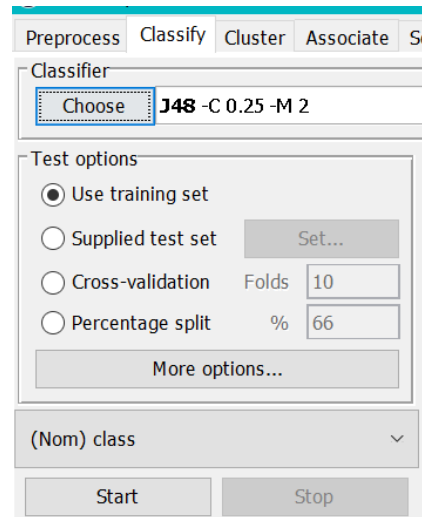 Preprocess Classify Cluster Associate
Classifier
Choose J48 -C 0.25 -M 2
Test options
Use training set
Supplied test set Set...
Cross-validation Folds 10
Percentage split % 66
More options...
(Nom) class
Start Stop